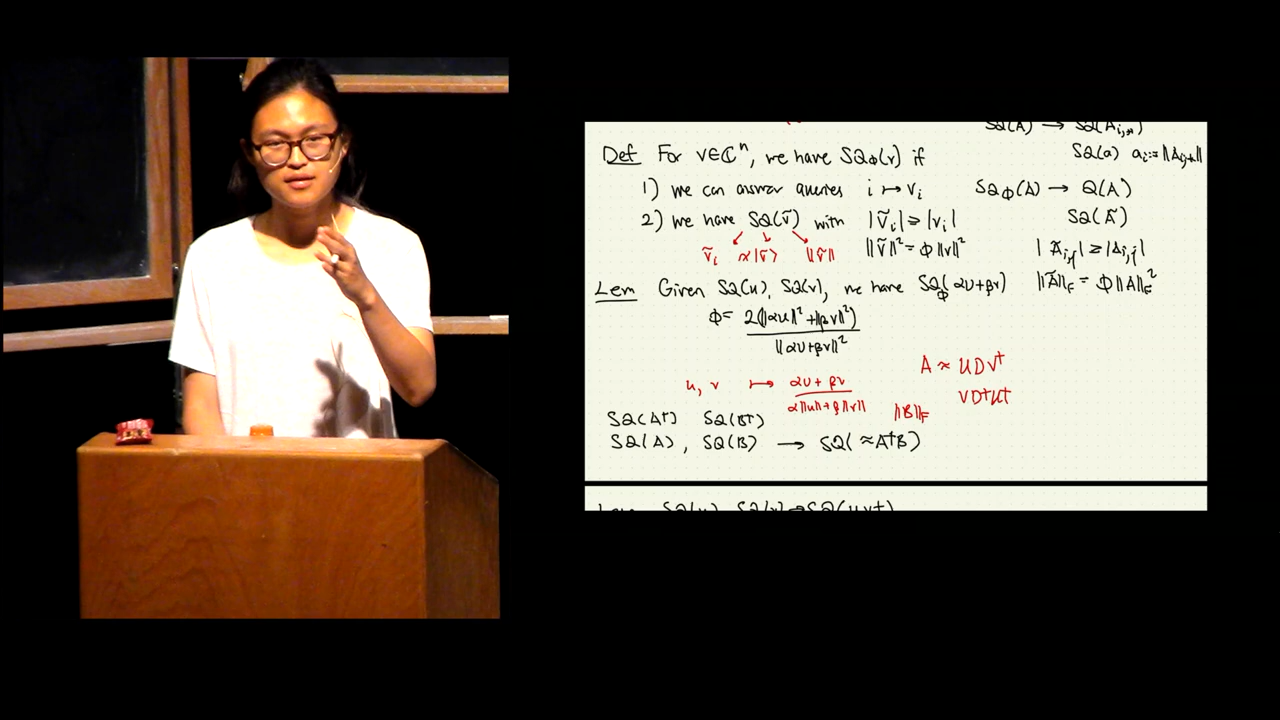 SQ(A) → SQ(A_{i,*})
Def For v∈ℂⁿ, we have SQ_Φ(v) if
SQ(a) a_i := ‖A_{i,*}‖
1) we can answer queries i ↦ v_i
SQ_Φ(A) → Q(A)
2) we have SQ(ṽ) with |ṽ_i| ≥ |v_i|
SQ(Ã)
ṽ_i ∝|ṽ⟩ ‖ṽ‖
‖ṽ‖² = Φ‖v‖²
|Ã_{i,j}| ≥ |A_{i,j}|
Lem Given SQ(u), SQ(v), we have SQ_Φ(αu+βv)
‖Ã‖_F = Φ‖A‖_F²
Φ = 2(‖αu‖²+‖βv‖²) / ‖αu+βv‖²
A ≈ UDV†
u, v ↦ αu + βv / α‖u‖+β‖v‖
VD†U†
‖B‖_F
SQ(A†) SQ(B†)
SQ(A), SQ(B) → SQ(≈A†B)